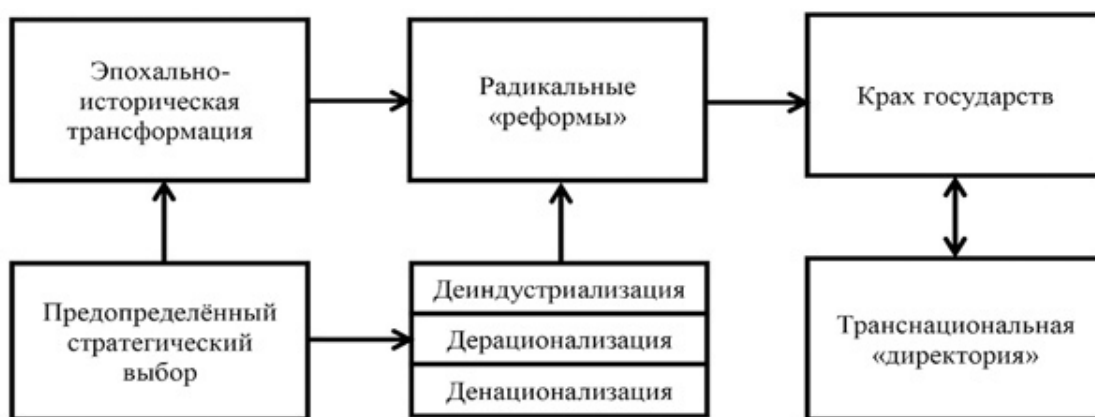 Эпохально-
историческая
трансформация
Радикальные
«реформы»
Крах государств
Предопределённый
стратегический
выбор
Деиндустриализация
Дерационализация
Денационализация
Транснациональная
«директория»